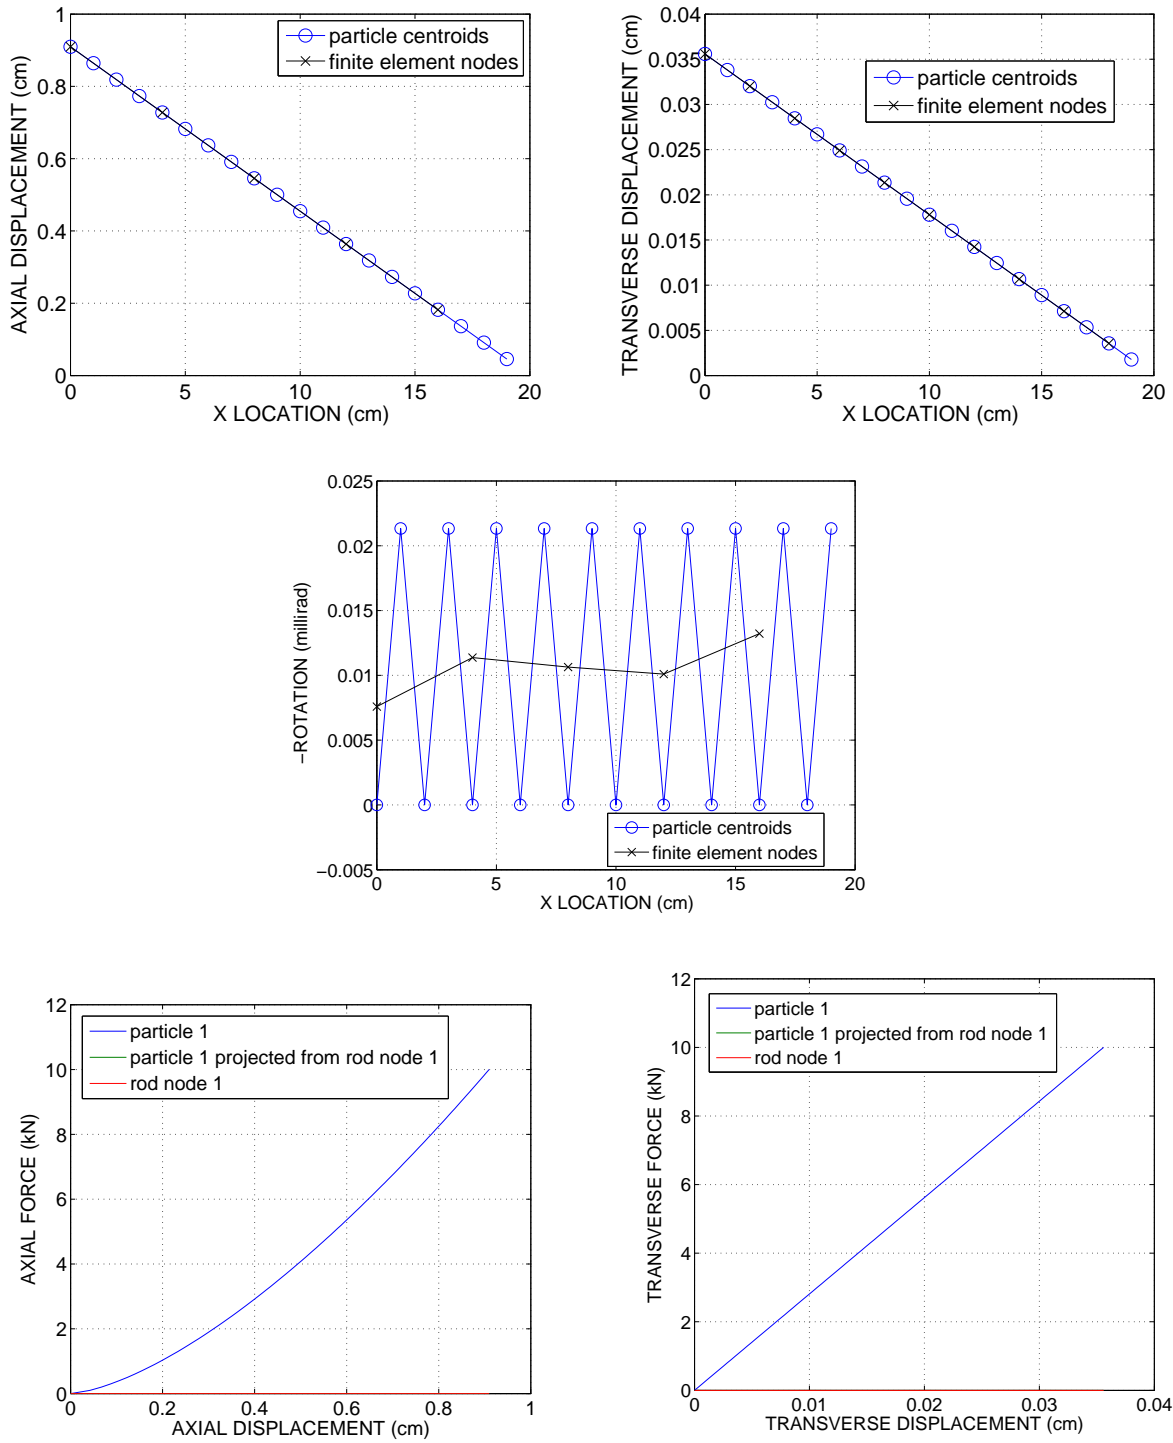 AXIAL DISPLACEMENT (cm)
1
0.8
0.6
0.4
0.2
0
0 5 10 15 20
X LOCATION (cm)
particle centroids
finite element nodes
TRANSVERSE DISPLACEMENT (cm)
0.04
0.035
0.03
0.025
0.02
0.015
0.01
0.005
0
0 5 10 15 20
X LOCATION (cm)
particle centroids
finite element nodes
−ROTATION (millirad)
0.025
0.02
0.015
0.01
0.005
0
−0.005
0 5 10 15 20
X LOCATION (cm)
particle centroids
finite element nodes
AXIAL FORCE (kN)
12
10
8
6
4
2
0
0 0.2 0.4 0.6 0.8 1
AXIAL DISPLACEMENT (cm)
particle 1
particle 1 projected from rod node 1
rod node 1
TRANSVERSE FORCE (kN)
12
10
8
6
4
2
0
0 0.01 0.02 0.03 0.04
TRANSVERSE DISPLACEMENT (cm)
particle 1
particle 1 projected from rod node 1
rod node 1